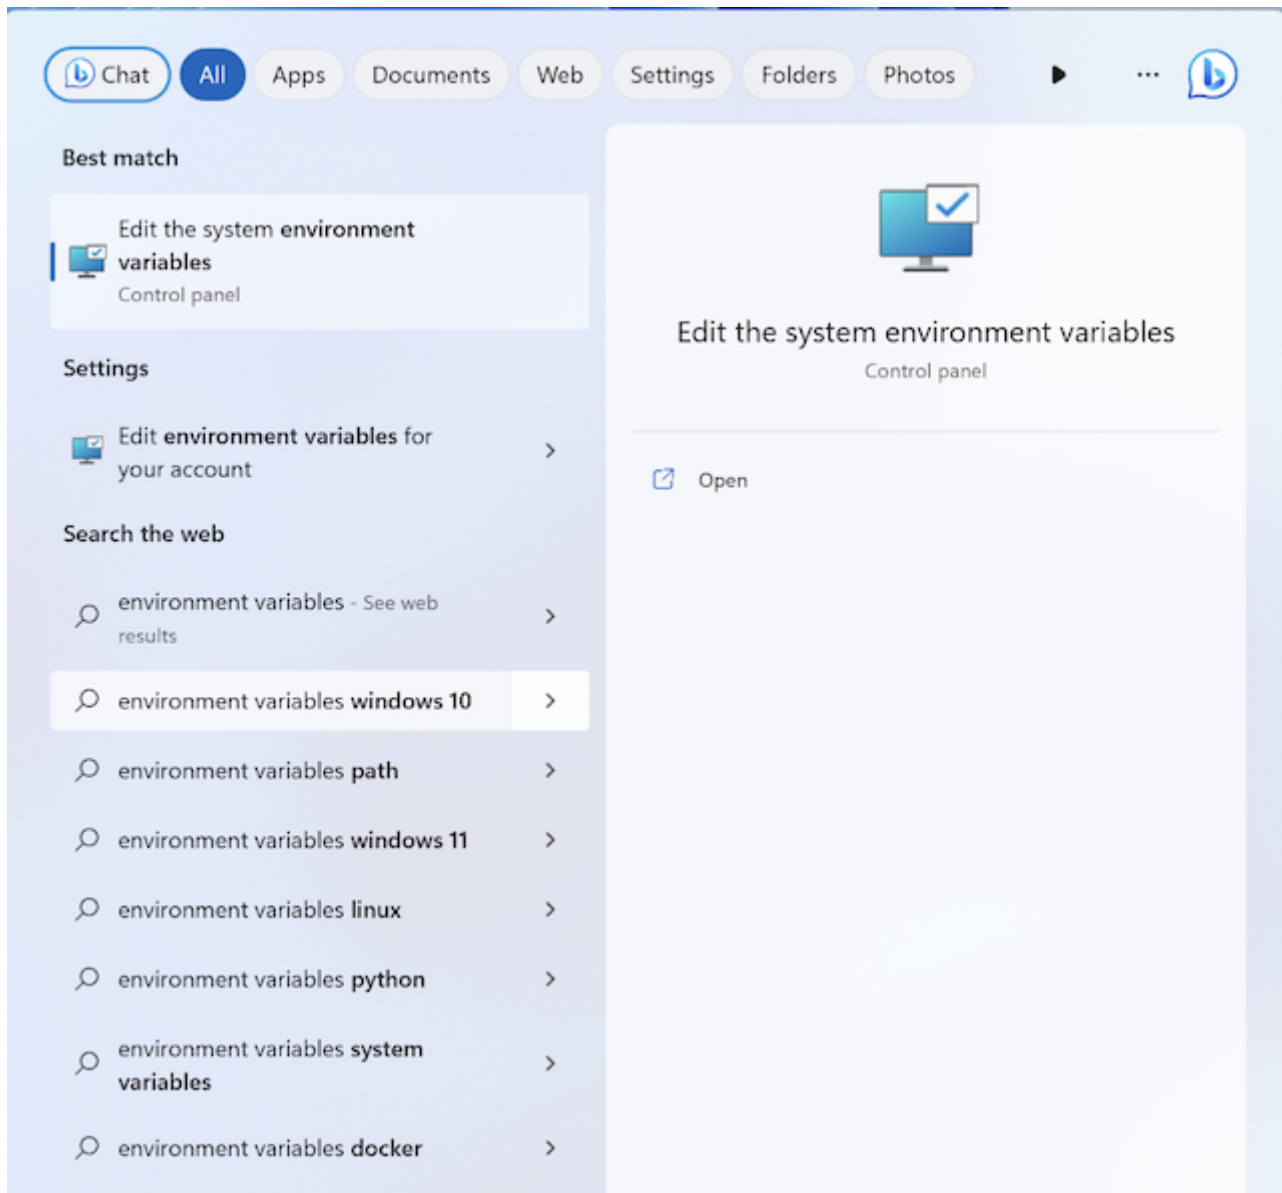 Chat
All
Apps
Documents
Web
Settings
Folders
Photos
...
Best match
Edit the system environment
variables
Control panel
Settings
Edit environment variables for
your account
Search the web
environment variables - See web
results
environment variables windows 10
environment variables path
environment variables windows 11
environment variables linux
environment variables python
environment variables system
variables
environment variables docker
Edit the system environment variables
Control panel
Open